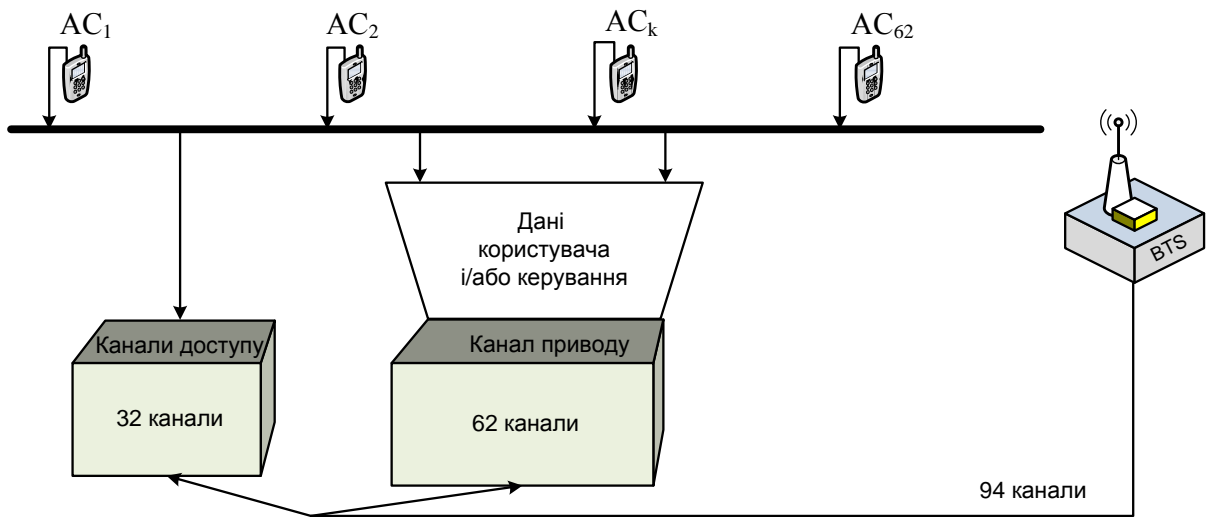 AC₁
AC₂
ACₖ
AC₆₂
Дані
користувача
і/або керування
BTS
Канали доступу
Канал приводу
32 канали
62 канали
94 канали